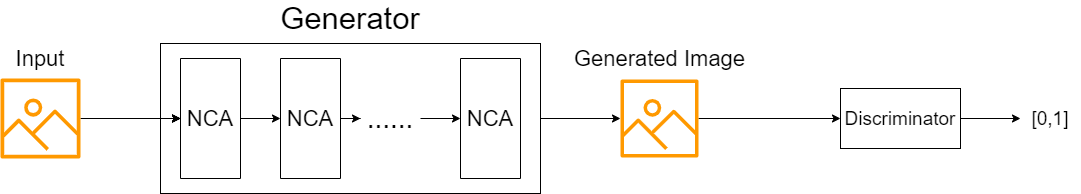 Generator
Input
Generated Image
NCA
NCA
......
NCA
Discriminator
[0,1]